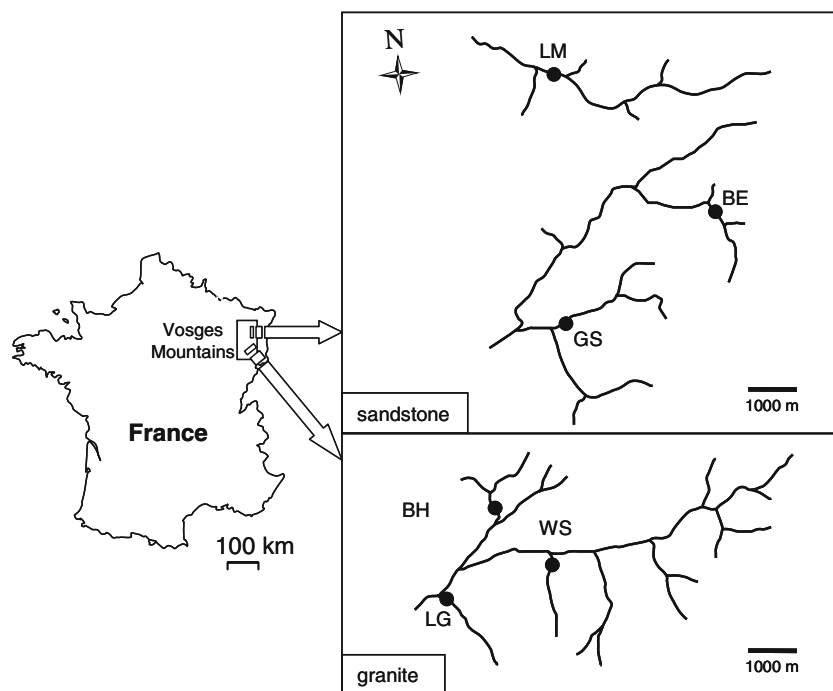 N
LM
BE
GS
1000 m
sandstone
Vosges
Mountains
France
100 km
BH
WS
LG
1000 m
granite